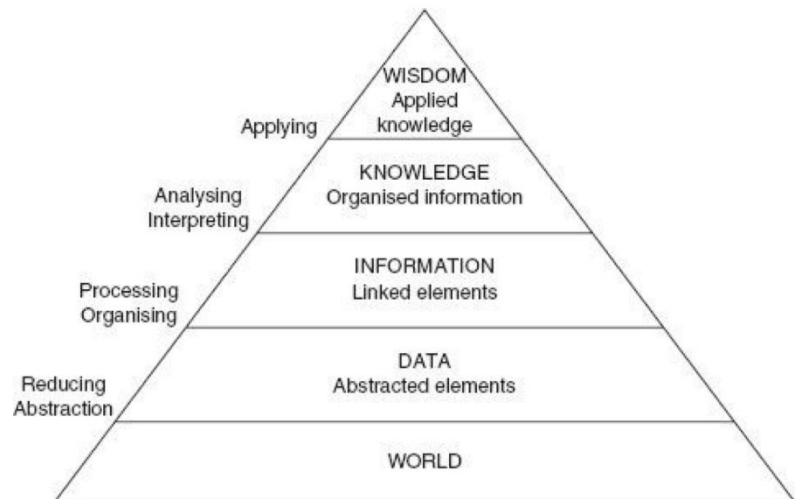 WISDOM
Applied
knowledge
Applying
KNOWLEDGE
Organised information
Analysing
Interpreting
INFORMATION
Linked elements
Processing
Organising
DATA
Abstracted elements
Reducing
Abstraction
WORLD